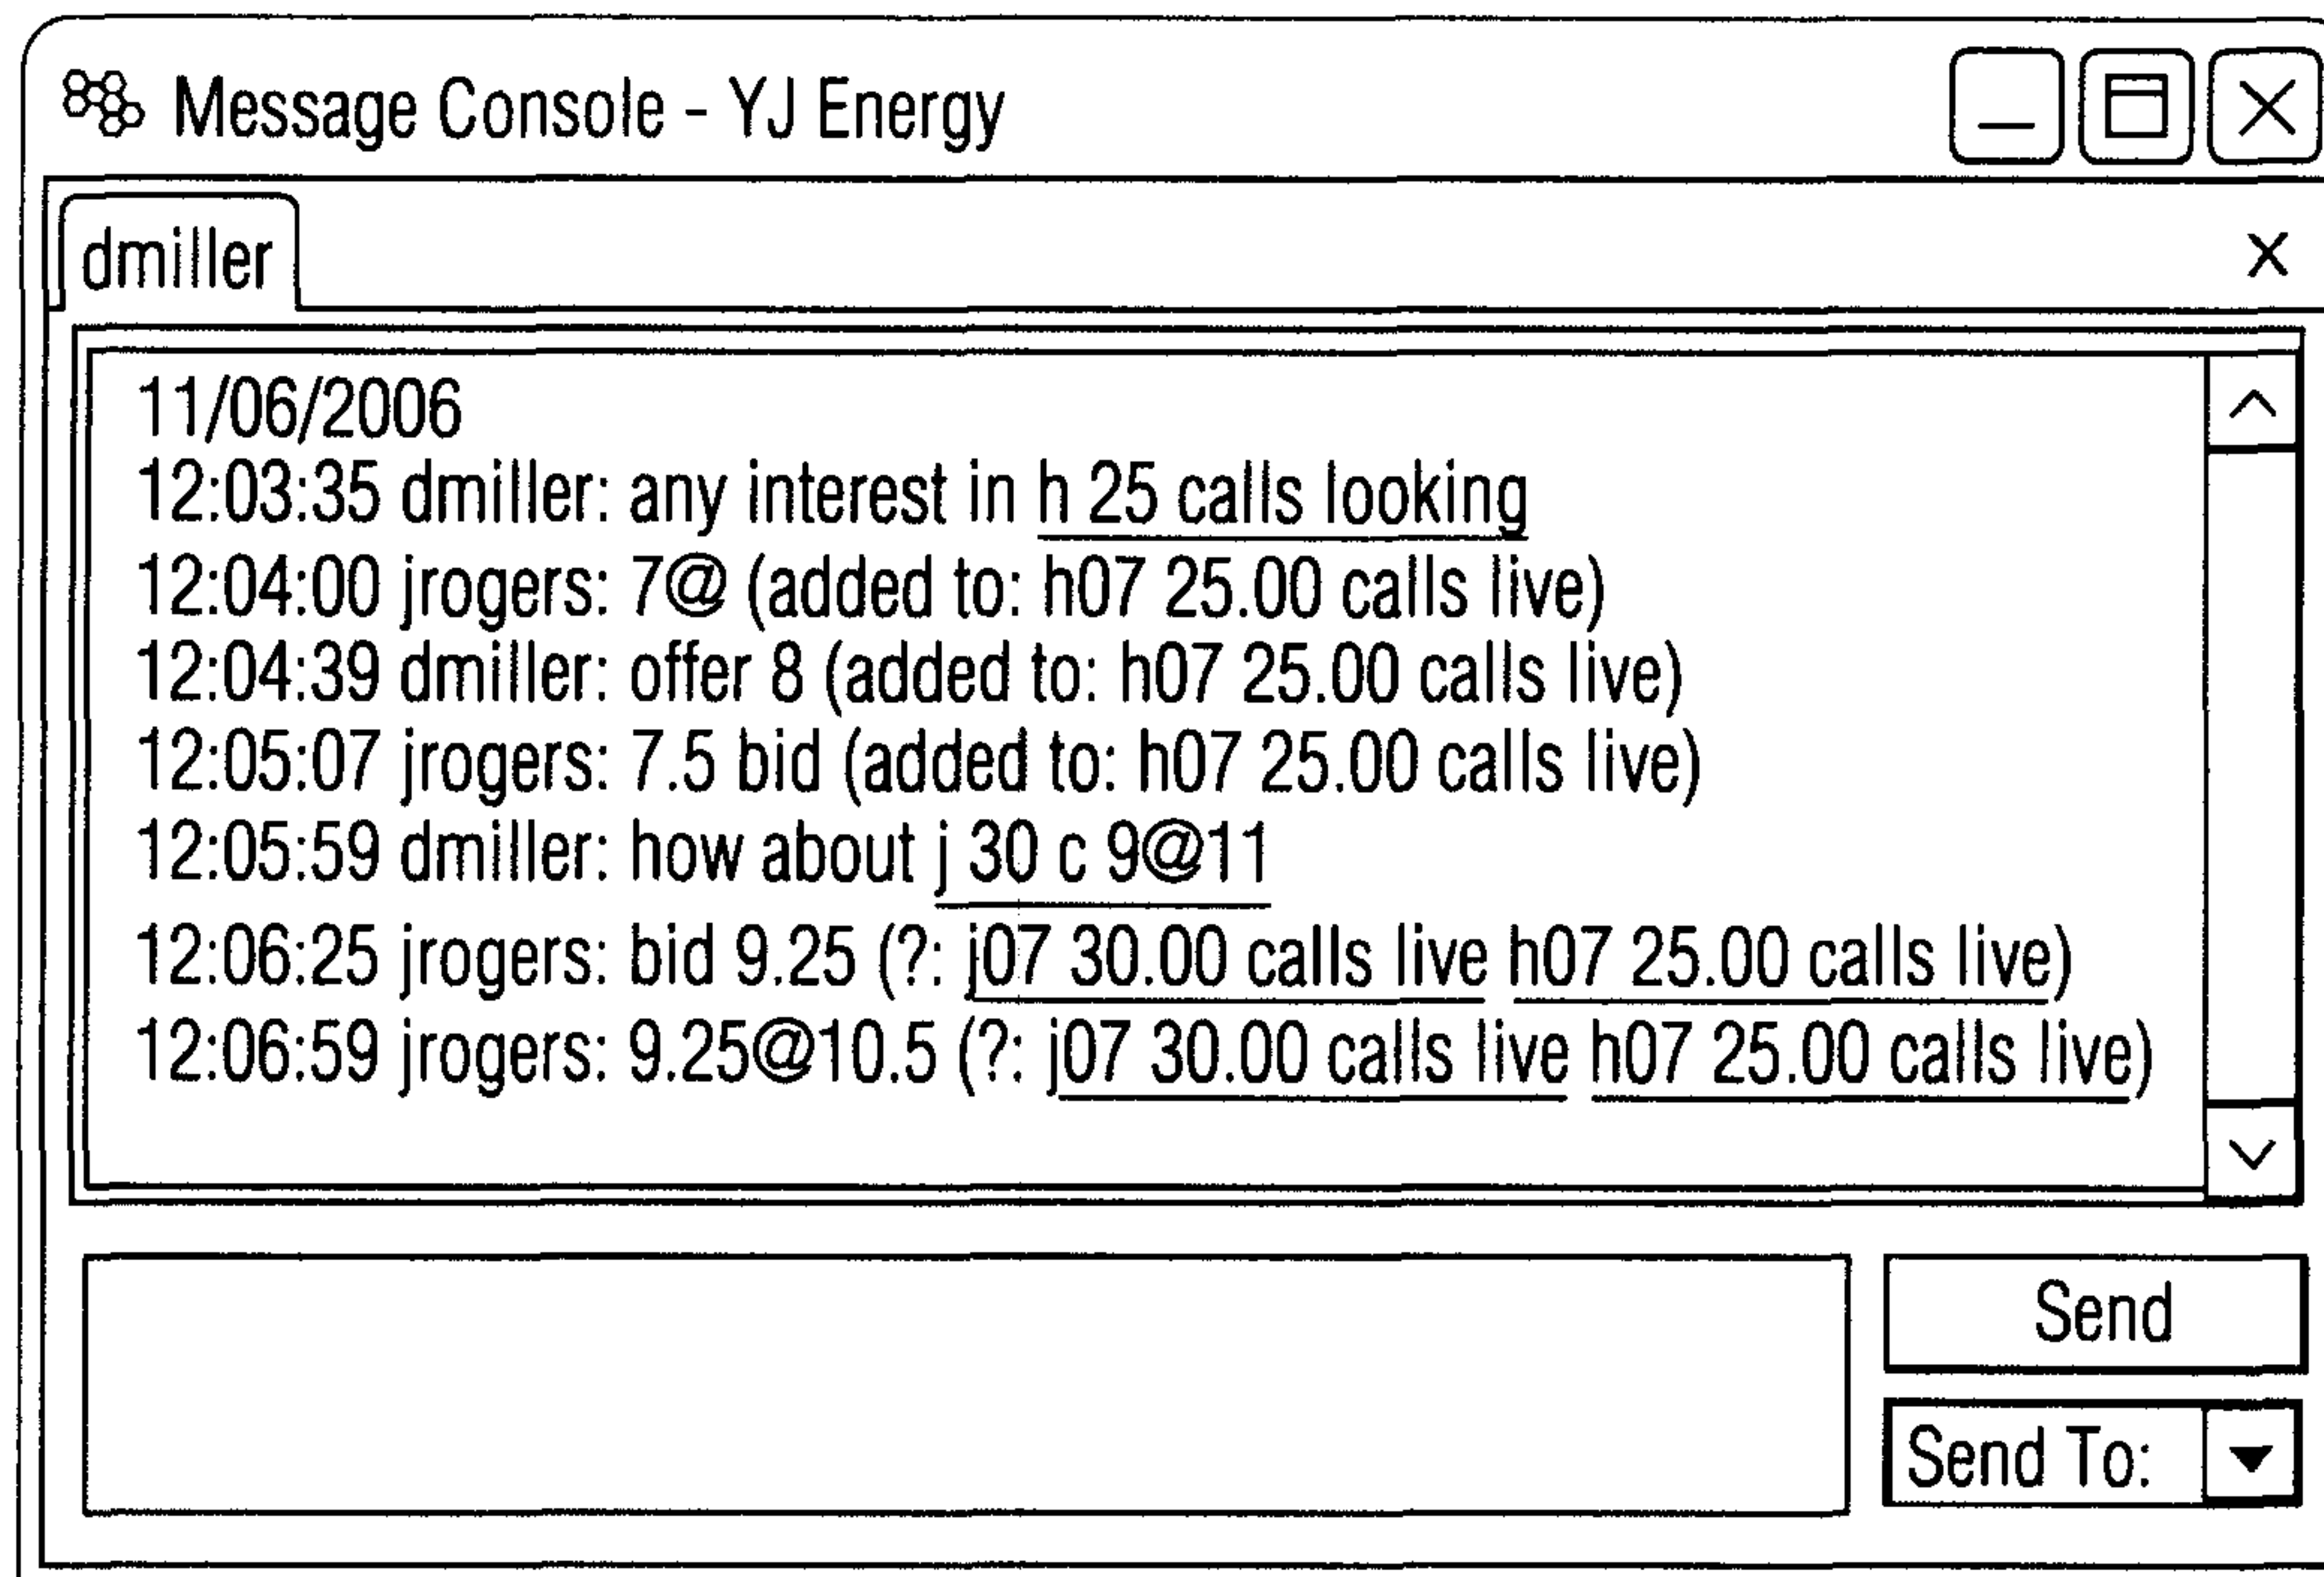 Message Console - YJ Energy
dmiller x
11/06/2006
12:03:35 dmiller: any interest in h 25 calls looking
12:04:00 jrogers: 7@ (added to: h07 25.00 calls live)
12:04:39 dmiller: offer 8 (added to: h07 25.00 calls live)
12:05:07 jrogers: 7.5 bid (added to: h07 25.00 calls live)
12:05:59 dmiller: how about j 30 c 9@11
12:06:25 jrogers: bid 9.25 (?: j07 30.00 calls live h07 25.00 calls live)
12:06:59 jrogers: 9.25@10.5 (?: j07 30.00 calls live h07 25.00 calls live)
Send
Send To: